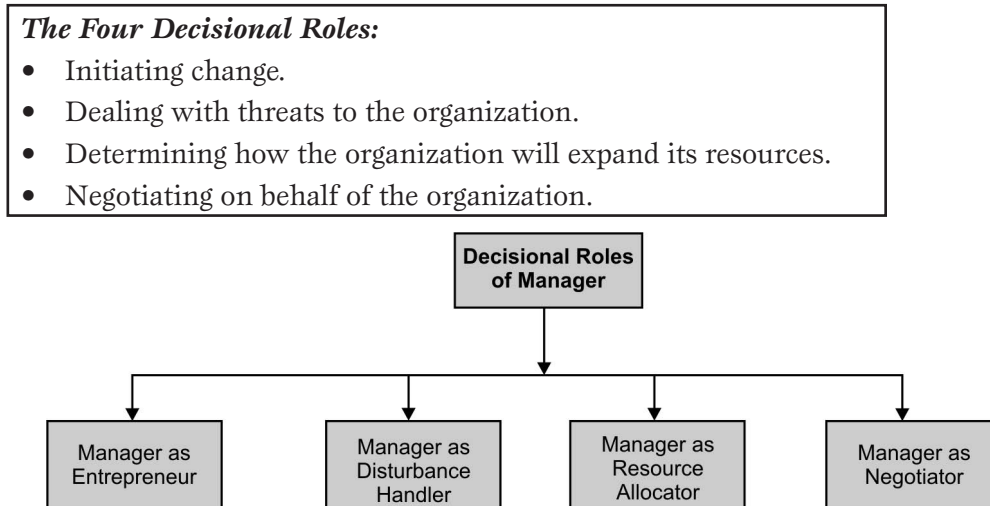 The Four Decisional Roles:
• Initiating change.
• Dealing with threats to the organization.
• Determining how the organization will expand its resources.
• Negotiating on behalf of the organization.
Decisional Roles
of Manager
Manager as
Entrepreneur
Manager as
Disturbance
Handler
Manager as
Resource
Allocator
Manager as
Negotiator